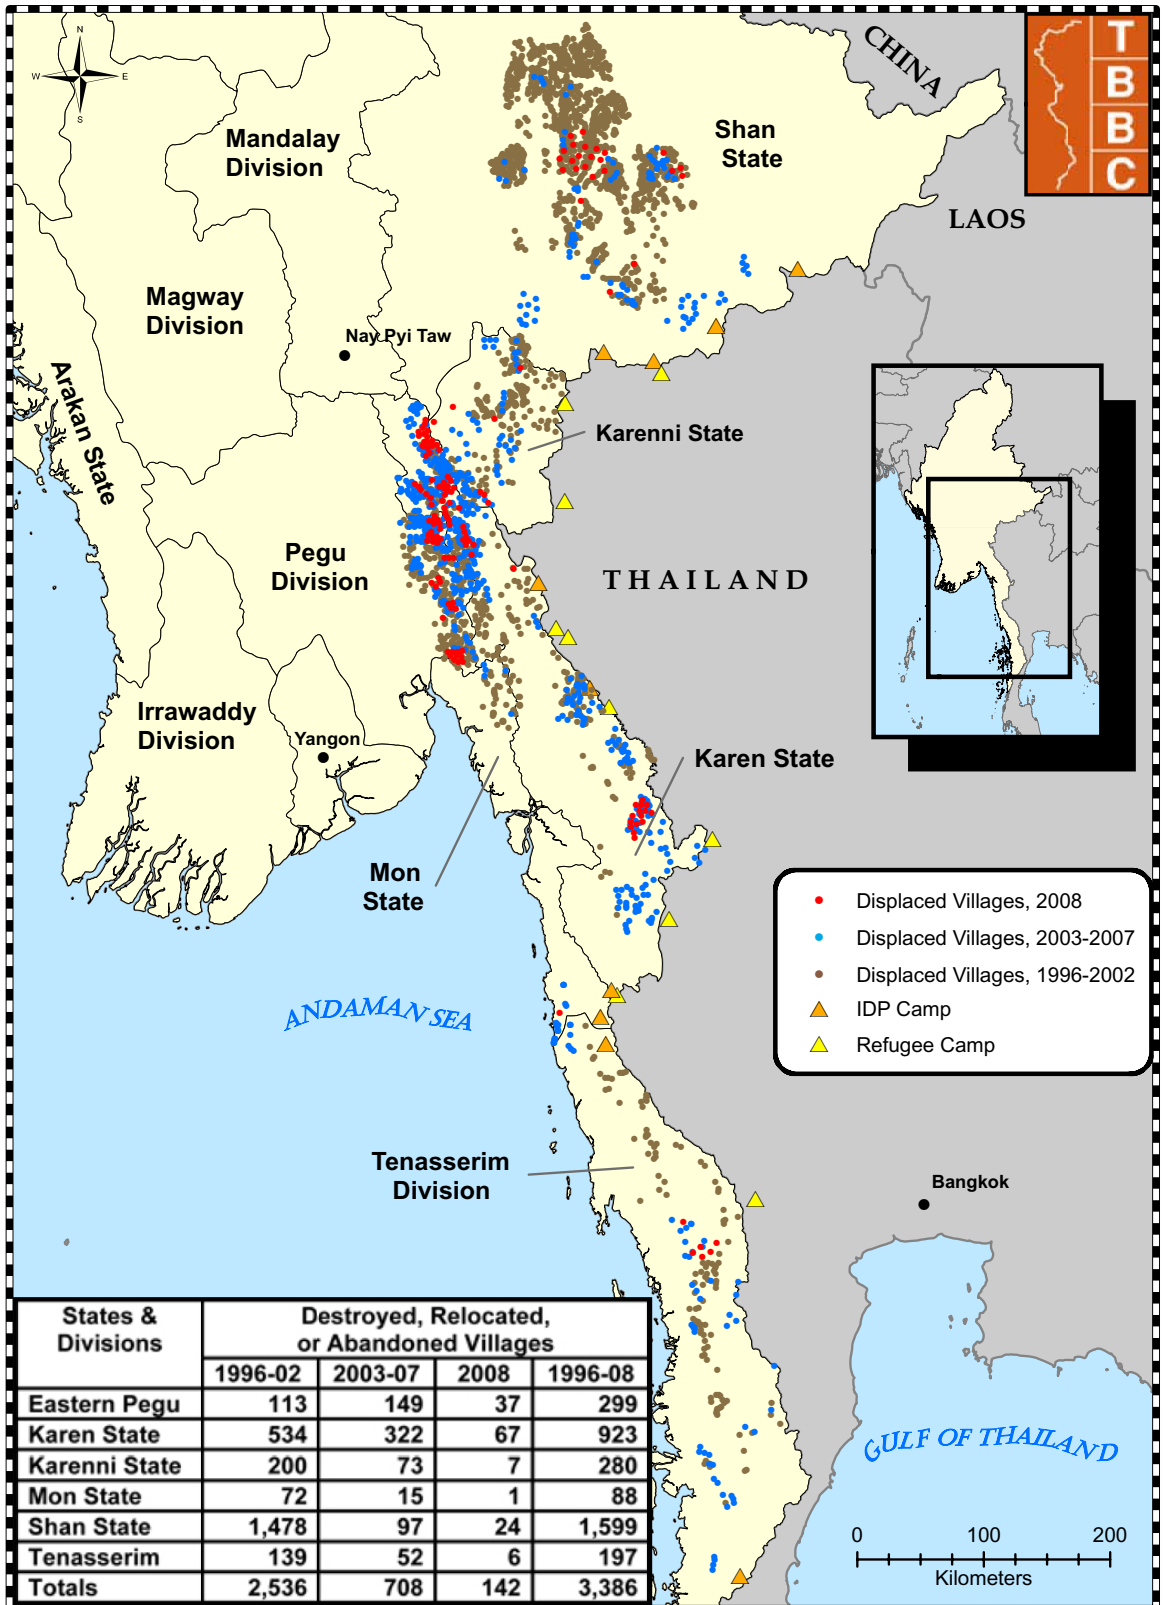 N
W E
S
CHINA
T
B
B
C
Mandalay
Division
Shan
State
LAOS
Magway
Division
Nay Pyi Taw
Arakan State
Karenni State
Pegu
Division
THAILAND
Irrawaddy
Division
Yangon
Karen State
Mon
State
Displaced Villages, 2008
Displaced Villages, 2003-2007
Displaced Villages, 1996-2002
IDP Camp
Refugee Camp
ANDAMAN SEA
Tenasserim
Division
Bangkok
GULF OF THAILAND
States & Divisions Destroyed, Relocated, or Abandoned Villages
1996-02 2003-07 2008 1996-08
Eastern Pegu 113 149 37 299
Karen State 534 322 67 923
Karenni State 200 73 7 280
Mon State 72 15 1 88
Shan State 1,478 97 24 1,599
Tenasserim 139 52 6 197
Totals 2,536 708 142 3,386
0 100 200
Kilometers